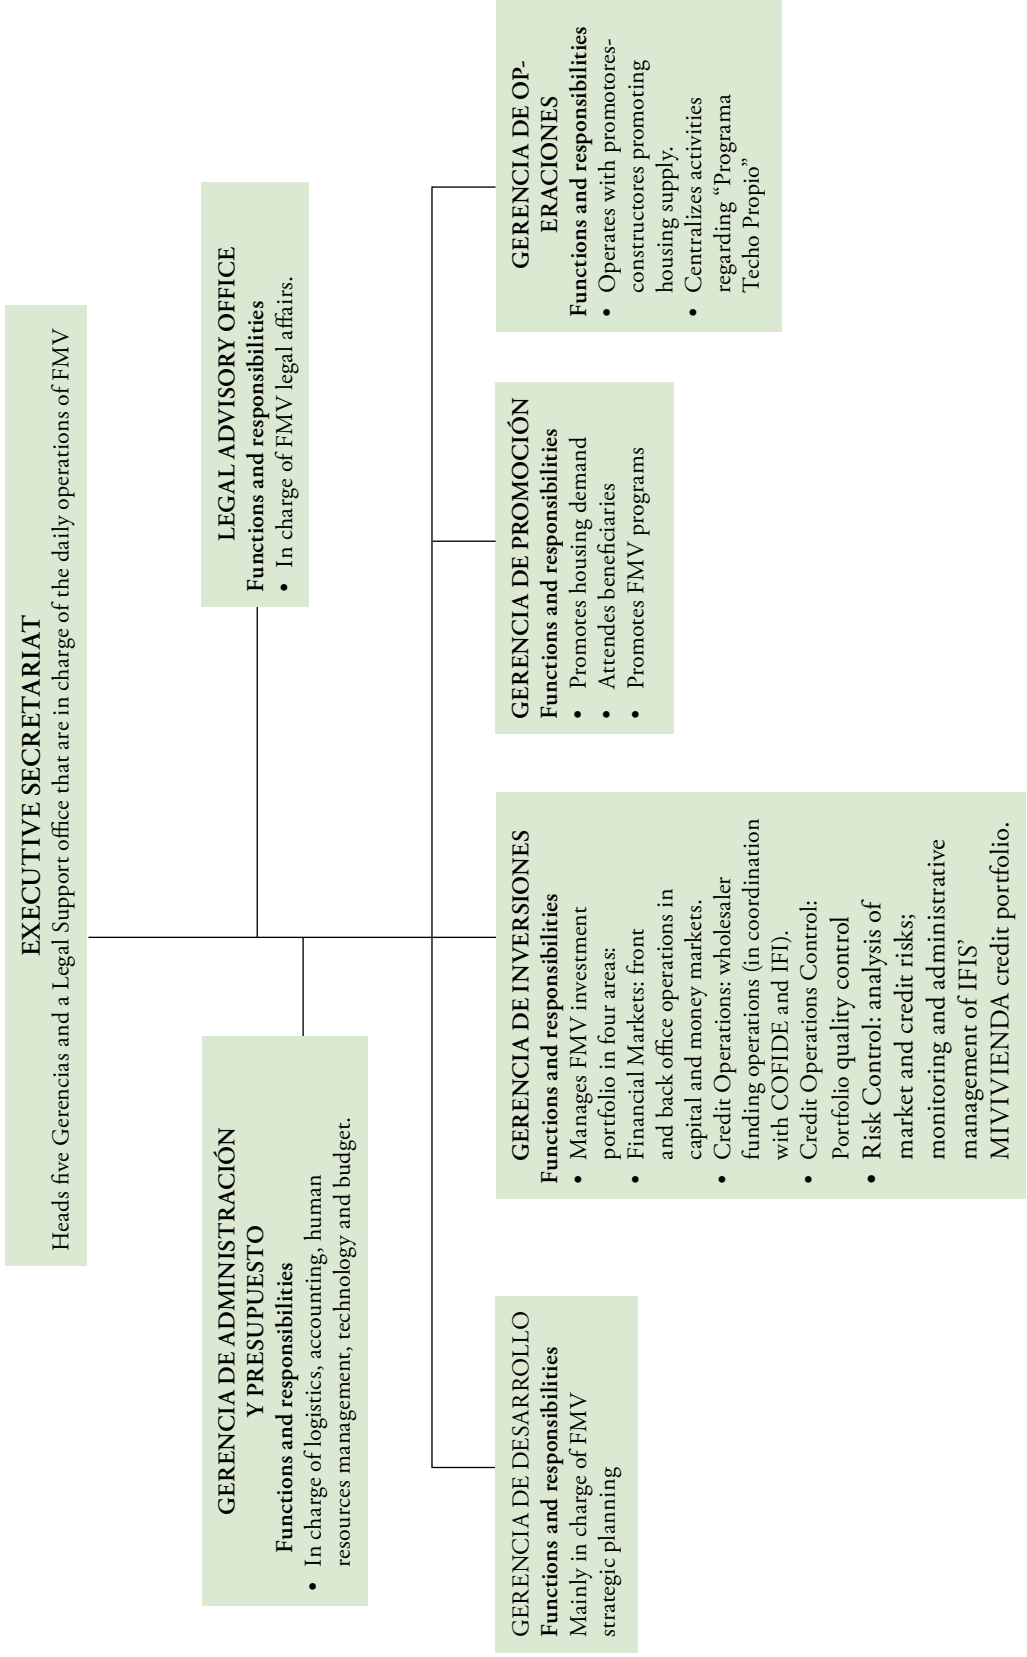 EXECUTIVE SECRETARIAT
Heads five Gerencias and a Legal Support office that are in charge of the daily operations of FMV
GERENCIA DE ADMINISTRACIÓN
Y PRESUPUESTO
Functions and responsibilities
• In charge of logistics, accounting, human
resources management, technology and budget.
LEGAL ADVISORY OFFICE
Functions and responsibilities
• In charge of FMV legal affairs.
GERENCIA DE DESARROLLO
Functions and responsibilities
Mainly in charge of FMV
strategic planning
GERENCIA DE INVERSIONES
Functions and responsibilities
• Manages FMV investment
portfolio in four areas:
• Financial Markets: front
and back office operations in
capital and money markets.
• Credit Operations: wholesaler
funding operations (in coordination
with COFIDE and IFI).
• Credit Operations Control:
Portfolio quality control
• Risk Control: analysis of
market and credit risks;
monitoring and administrative
management of IFIS’
MIVIVIENDA credit portfolio.
GERENCIA DE PROMOCIÓN
Functions and responsibilities
• Promotes housing demand
• Attendes beneficiaries
• Promotes FMV programs
GERENCIA DE OP-
ERACIONES
Functions and responsibilities
• Operates with promotores-
constructores promoting
housing supply.
• Centralizes activities
regarding “Programa
Techo Propio”